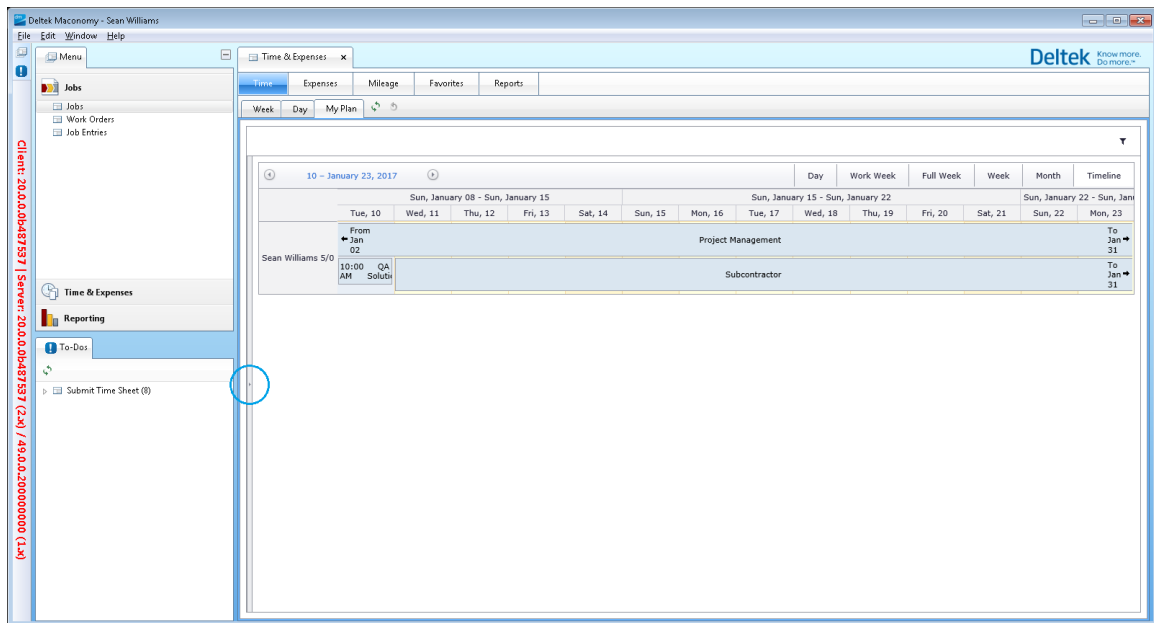 Deltek Maconomy - Sean Williams
File Edit Window Help
Menu
Jobs
Jobs
Work Orders
Job Entries
Time & Expenses
Reporting
To-Dos
Submit Time Sheet (8)
Client: 20.0.0.0b487537 | Server: 20.0.0.0b487537 (2.x) / 49.0.0.200000000 (1.x)
Time & Expenses x
Deltek Know more. Do more.™
Time Expenses Mileage Favorites Reports
Week Day My Plan
10 – January 23, 2017 Day Work Week Full Week Week Month Timeline
Sun, January 08 - Sun, January 15 Sun, January 15 - Sun, January 22 Sun, January 22 - Sun, Jan
Tue, 10 Wed, 11 Thu, 12 Fri, 13 Sat, 14 Sun, 15 Mon, 16 Tue, 17 Wed, 18 Thu, 19 Fri, 20 Sat, 21 Sun, 22 Mon, 23
Sean Williams 5/0
From Jan 02 Project Management To Jan 31
10:00 AM QA Soluti Subcontractor To Jan 31